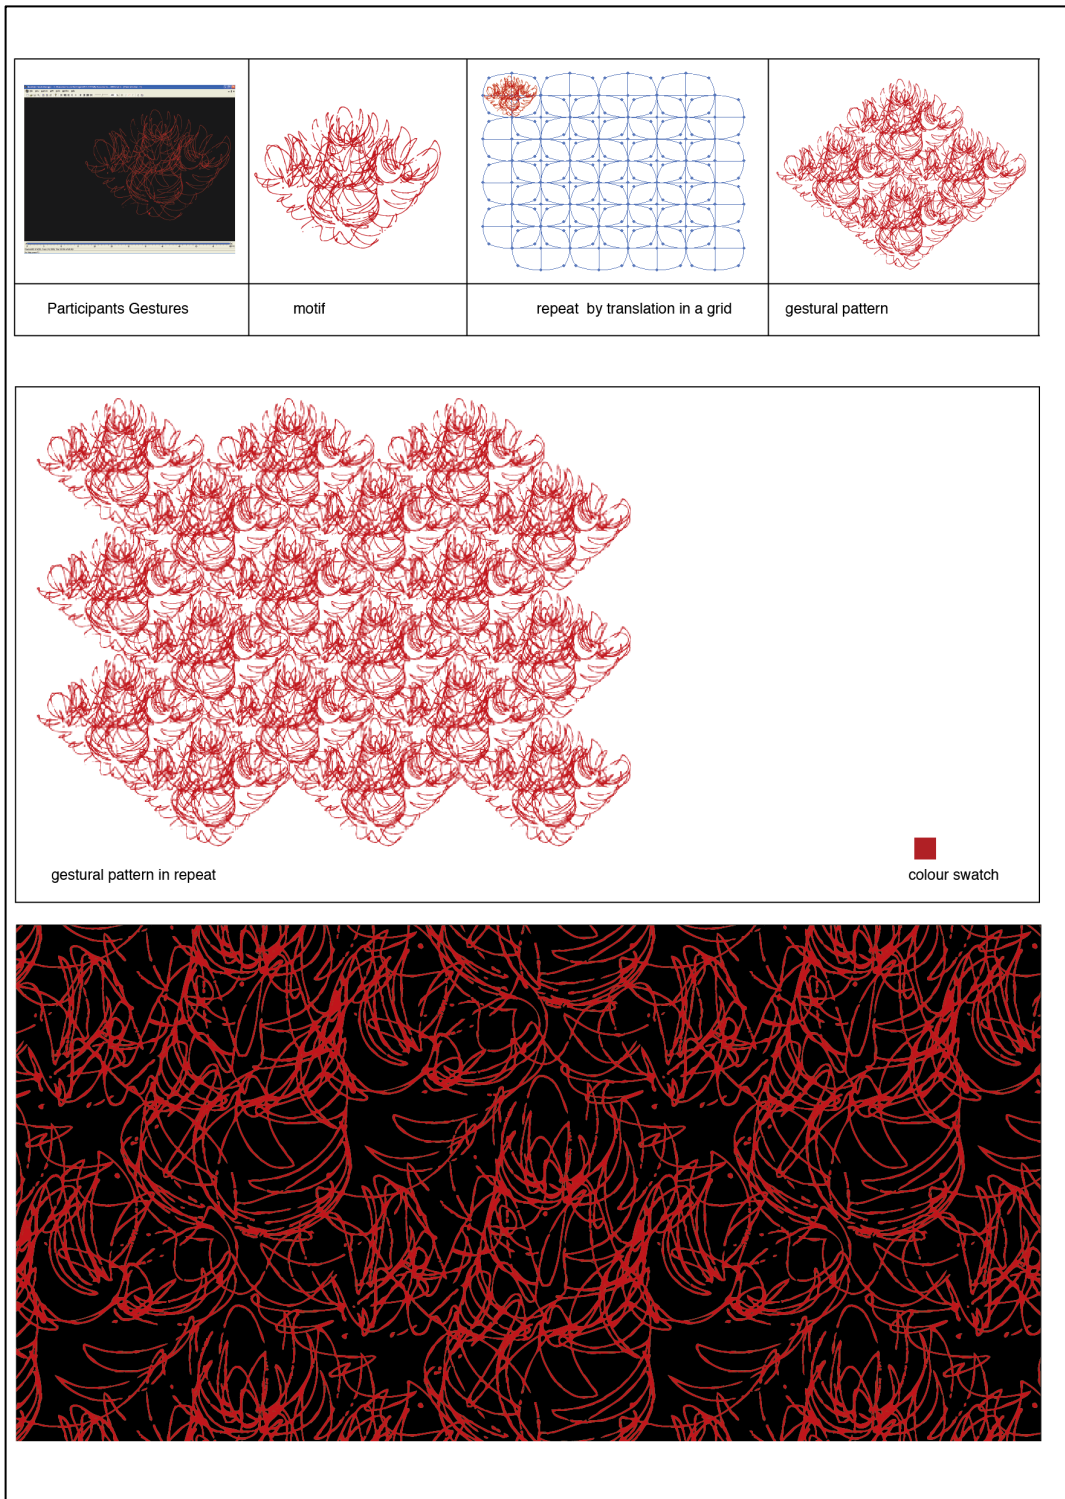 Participants Gestures
motif
repeat by translation in a grid
gestural pattern
gestural pattern in repeat
colour swatch